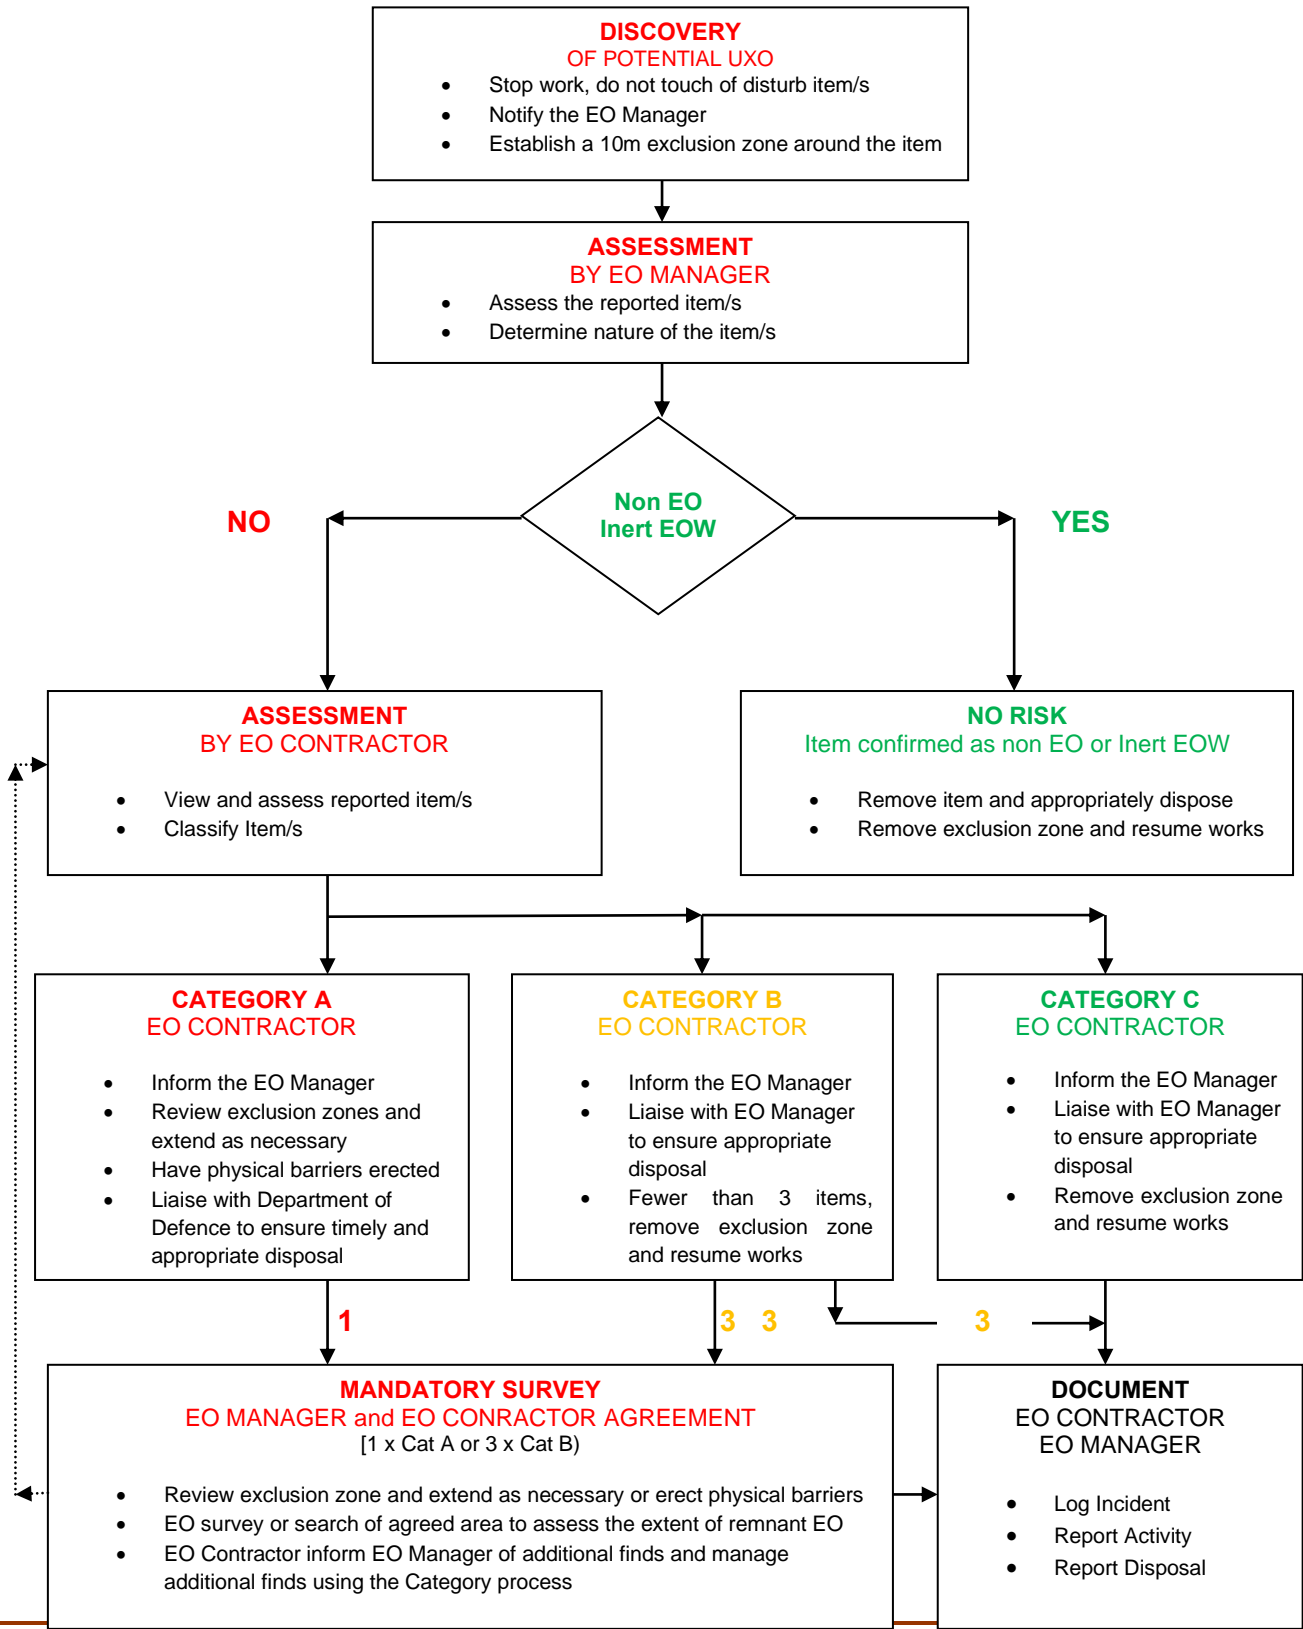 DISCOVERY
OF POTENTIAL UXO
• Stop work, do not touch of disturb item/s
• Notify the EO Manager
• Establish a 10m exclusion zone around the item
ASSESSMENT
BY EO MANAGER
• Assess the reported item/s
• Determine nature of the item/s
Non EO
Inert EOW
NO
YES
ASSESSMENT
BY EO CONTRACTOR
• View and assess reported item/s
• Classify Item/s
NO RISK
Item confirmed as non EO or Inert EOW
• Remove item and appropriately dispose
• Remove exclusion zone and resume works
CATEGORY A
EO CONTRACTOR
• Inform the EO Manager
• Review exclusion zones and
extend as necessary
• Have physical barriers erected
• Liaise with Department of
Defence to ensure timely and
appropriate disposal
CATEGORY B
EO CONTRACTOR
• Inform the EO Manager
• Liaise with EO Manager
to ensure appropriate
disposal
• Fewer than 3 items,
remove exclusion zone
and resume works
CATEGORY C
EO CONTRACTOR
• Inform the EO Manager
• Liaise with EO Manager
to ensure appropriate
disposal
• Remove exclusion zone
and resume works
1
3 3
3
MANDATORY SURVEY
EO MANAGER and EO CONRACTOR AGREEMENT
[1 x Cat A or 3 x Cat B)
• Review exclusion zone and extend as necessary or erect physical barriers
• EO survey or search of agreed area to assess the extent of remnant EO
• EO Contractor inform EO Manager of additional finds and manage
additional finds using the Category process
DOCUMENT
EO CONTRACTOR
EO MANAGER
• Log Incident
• Report Activity
• Report Disposal